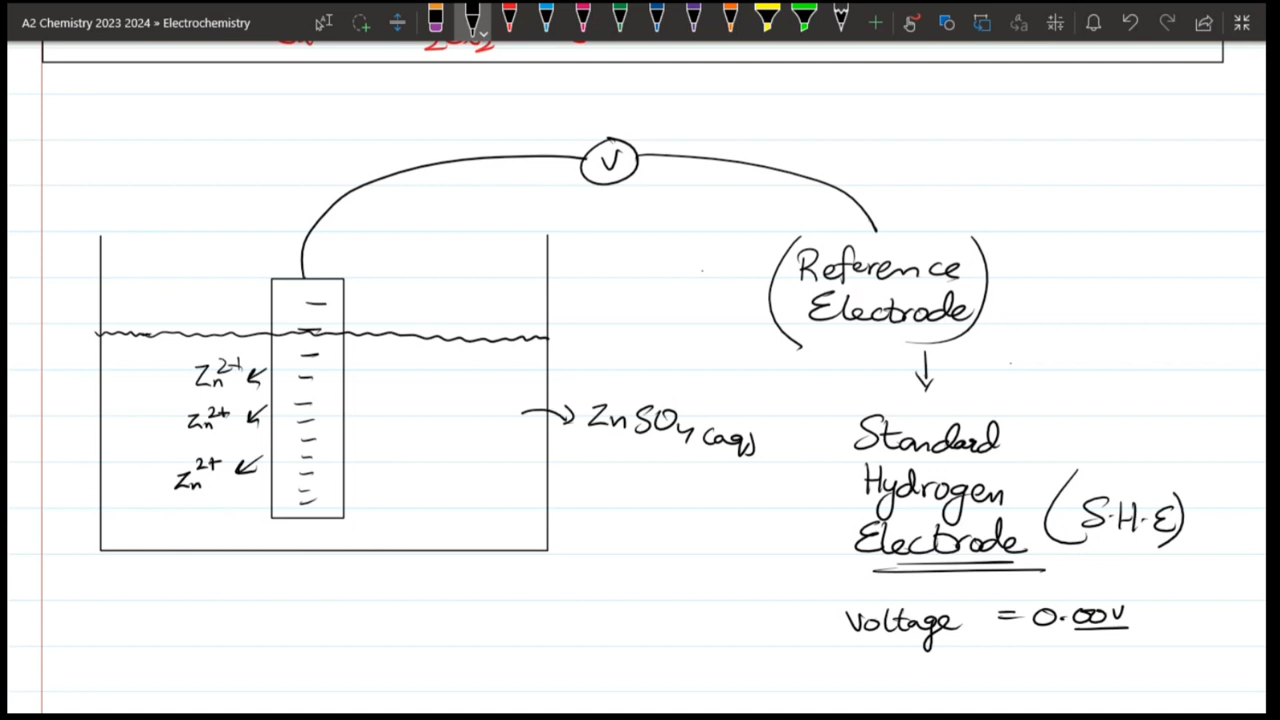 A2 Chemistry 2023 2024 » Electrochemistry
V
(Reference
Electrode)
Zn²⁺
Zn²⁺
Zn²⁺
ZnSO₄(aq)
Standard
Hydrogen
Electrode (S.H.E)
Voltage = 0.00V